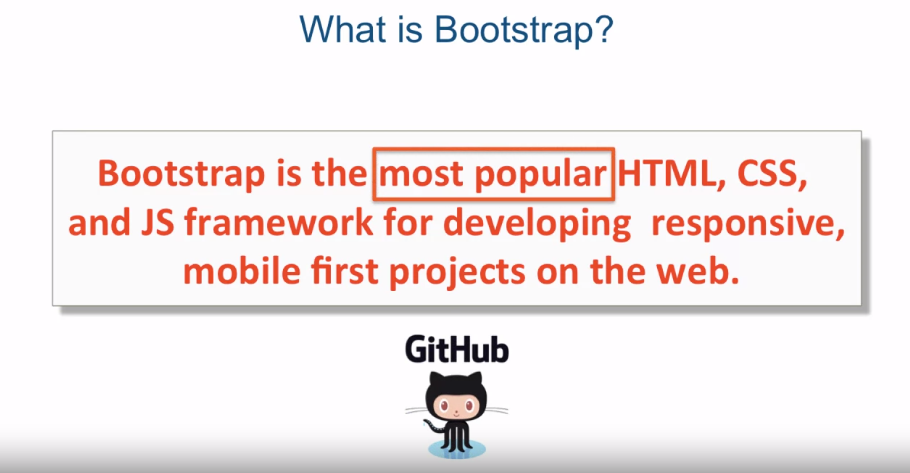 What is Bootstrap?
Bootstrap is the most popular HTML, CSS,
and JS framework for developing responsive,
mobile first projects on the web.
GitHub